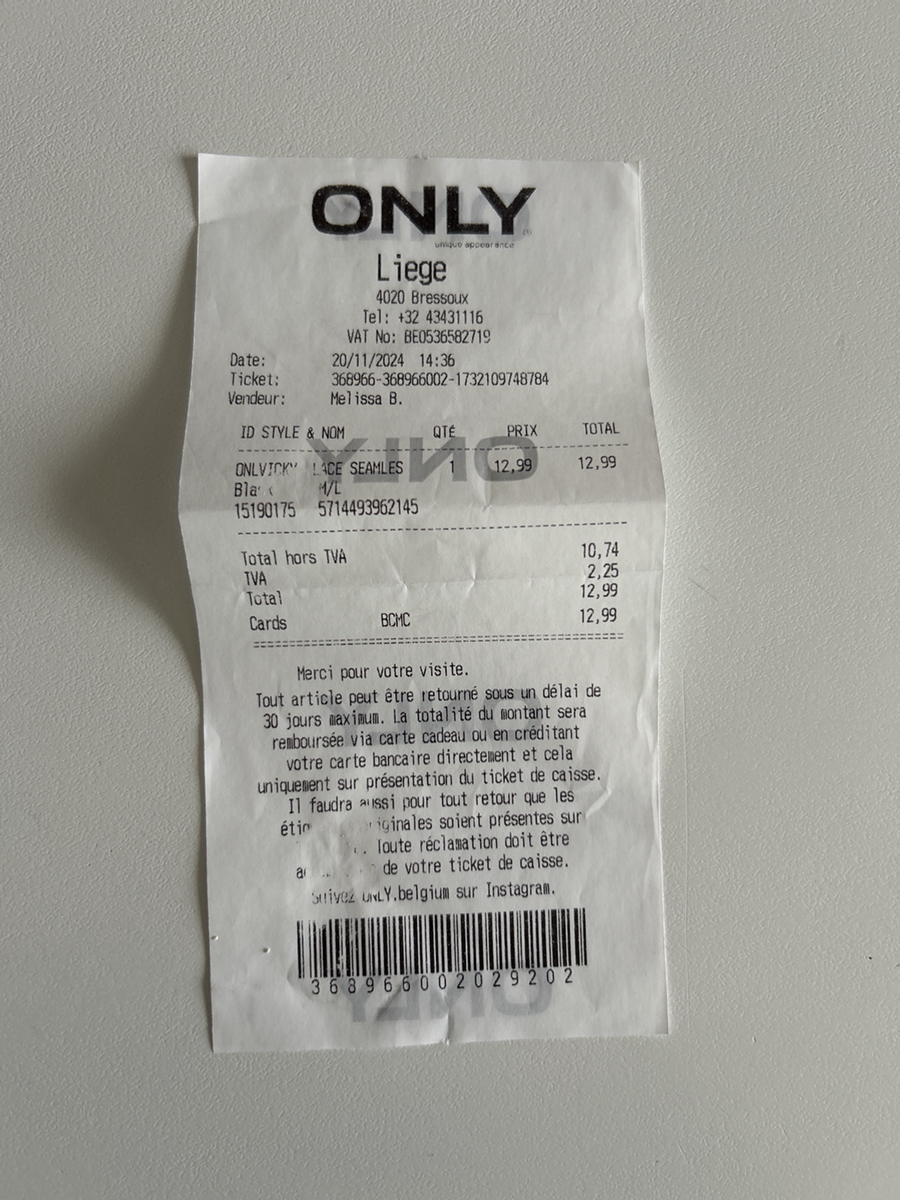 ONLY
unique appearance
Liege
4020 Bressoux
Tel: +32 43431116
VAT No: BE0536582719
Date: 20/11/2024 14:36
Ticket: 368966-368966002-1732109748784
Vendeur: Melissa B.
ID STYLE & NOM QTÉ PRIX TOTAL
ONLVICKY LACE SEAMLES 1 12,99 12,99
M/L
15190175 5714493962145
Total hors TVA 10,74
TVA 2,25
Total 12,99
Cards BCMC 12,99
Merci pour votre visite.
Tout article peut être retourné sous un délai de
30 jours maximum. La totalité du montant sera
remboursée via carte cadeau ou en créditant
votre carte bancaire directement et cela
uniquement sur présentation du ticket de caisse.
Il faudra aussi pour tout retour que les
soient présentes sur
Toute réclamation doit être
de votre ticket de caisse.
Suivez ONLY.belgium sur Instagram.
368966002029202